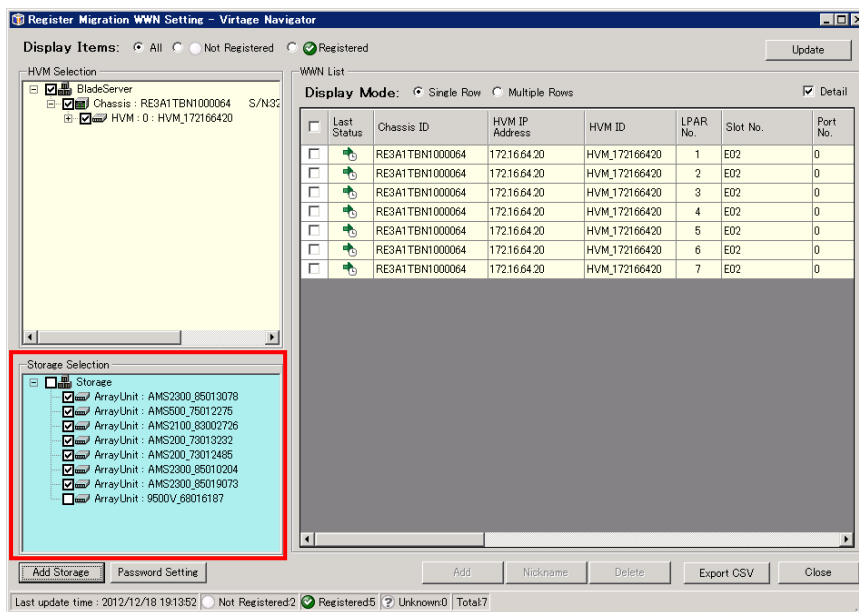 Register Migration WWN Setting - Virtage Navigator
Display Items: All Not Registered Registered
Update
HVM Selection
BladeServer
Chassis : RE3A1TBN1000064 S/N32
HVM : 0 : HVM_172166420
WWN List
Display Mode: Single Row Multiple Rows Detail
Last Status Chassis ID HVM IP Address HVM ID LPAR No. Slot No. Port No.
RE3A1TBN1000064 172.16.64.20 HVM_172166420 1 E02 0
RE3A1TBN1000064 172.16.64.20 HVM_172166420 2 E02 0
RE3A1TBN1000064 172.16.64.20 HVM_172166420 3 E02 0
RE3A1TBN1000064 172.16.64.20 HVM_172166420 4 E02 0
RE3A1TBN1000064 172.16.64.20 HVM_172166420 5 E02 0
RE3A1TBN1000064 172.16.64.20 HVM_172166420 6 E02 0
RE3A1TBN1000064 172.16.64.20 HVM_172166420 7 E02 0
Storage Selection
Storage
ArrayUnit : AMS2300_85013078
ArrayUnit : AMS500_75012275
ArrayUnit : AMS2100_83002726
ArrayUnit : AMS200_73013232
ArrayUnit : AMS200_73012485
ArrayUnit : AMS2300_85010204
ArrayUnit : AMS2300_85019073
ArrayUnit : 9500V_68016187
Add Storage Password Setting Add Nickname Delete Export CSV Close
Last update time : 2012/12/18 19:13:52 Not Registered:2 Registered:5 Unknown:0 Total:7